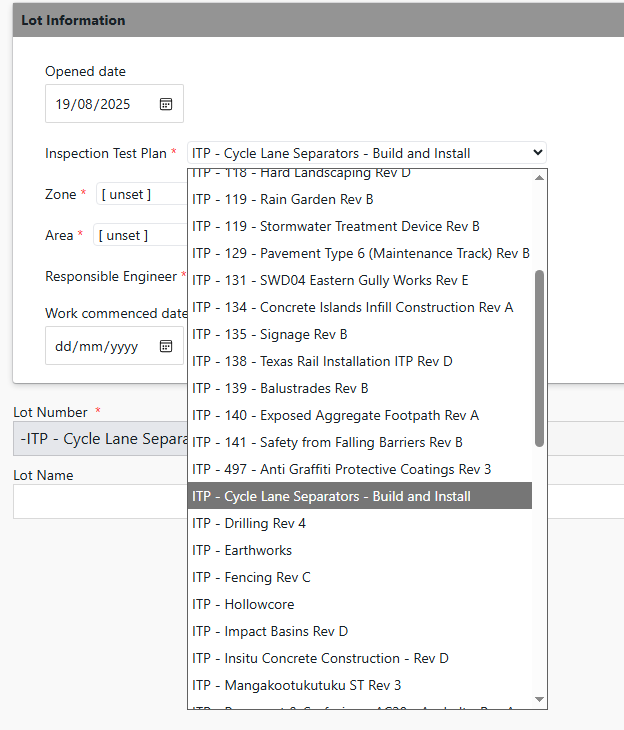 Lot Information
Opened date
19/08/2025
Inspection Test Plan * ITP - Cycle Lane Separators - Build and Install
ITP - 118 - Hard Landscaping Rev D
Zone * [ unset ]
ITP - 119 - Rain Garden Rev B
ITP - 119 - Stormwater Treatment Device Rev B
Area * [ unset ]
ITP - 129 - Pavement Type 6 (Maintenance Track) Rev B
Responsible Engineer *
ITP - 131 - SWD04 Eastern Gully Works Rev E
ITP - 134 - Concrete Islands Infill Construction Rev A
Work commenced date
ITP - 135 - Signage Rev B
dd/mm/yyyy
ITP - 138 - Texas Rail Installation ITP Rev D
ITP - 139 - Balustrades Rev B
Lot Number *
ITP - 140 - Exposed Aggregate Footpath Rev A
-ITP - Cycle Lane Separa
ITP - 141 - Safety from Falling Barriers Rev B
Lot Name
ITP - 497 - Anti Graffiti Protective Coatings Rev 3
ITP - Cycle Lane Separators - Build and Install
ITP - Drilling Rev 4
ITP - Earthworks
ITP - Fencing Rev C
ITP - Hollowcore
ITP - Impact Basins Rev D
ITP - Insitu Concrete Construction - Rev D
ITP - Mangakootukutuku ST Rev 3